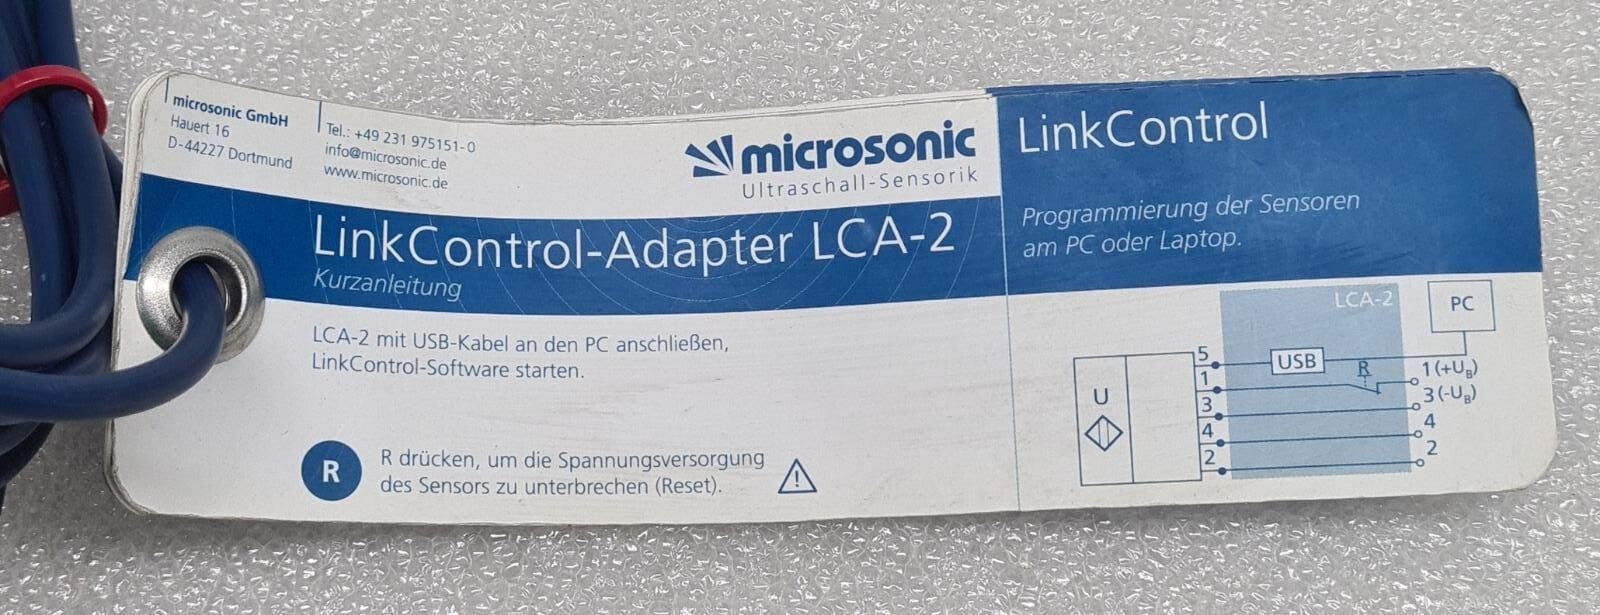 microsonic GmbH
Hauert 16
D-44227 Dortmund
Tel.: +49 231 975151-0
info@microsonic.de
www.microsonic.de
microsonic
Ultraschall-Sensorik
LinkControl-Adapter LCA-2
Kurzanleitung
LCA-2 mit USB-Kabel an den PC anschließen,
LinkControl-Software starten.
R
R drücken, um die Spannungsversorgung
des Sensors zu unterbrechen (Reset).
LinkControl
Programmierung der Sensoren
am PC oder Laptop.
LCA-2
PC
U
5
USB
1
R
1 (+UB)
3
3 (-UB)
4
4
2
2